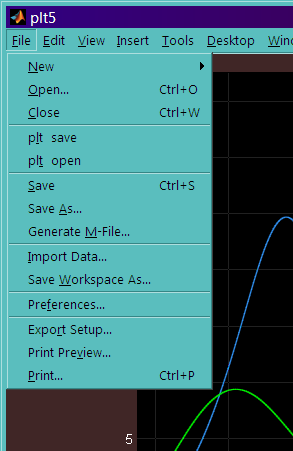 plt5
File Edit View Insert Tools Desktop
New
Open... Ctrl+O
Close Ctrl+W
plt save
plt open
Save Ctrl+S
Save As...
Generate M-File...
Import Data...
Save Workspace As...
Preferences...
Export Setup...
Print Preview...
Print... Ctrl+P
5